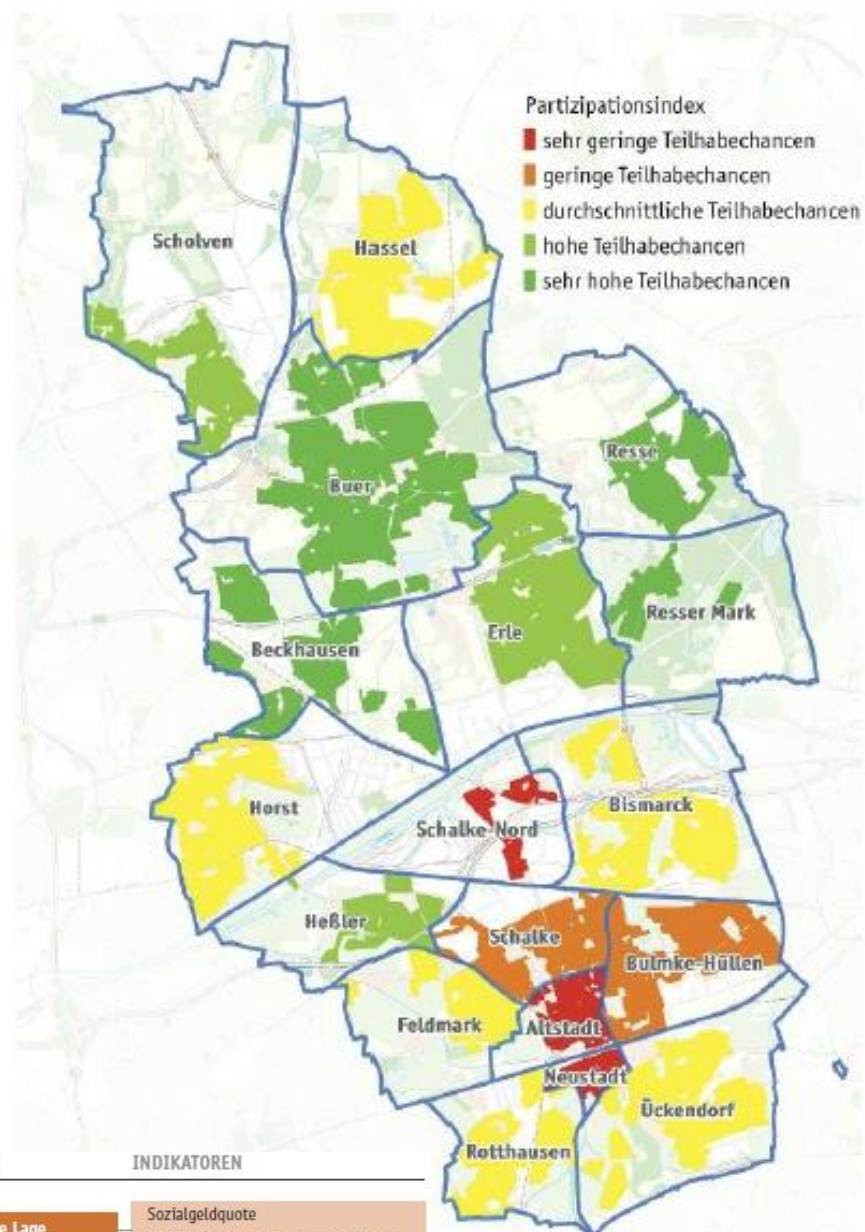 Partizipationsindex
sehr geringe Teilhabechancen
geringe Teilhabechancen
durchschnittliche Teilhabechancen
hohe Teilhabechancen
sehr hohe Teilhabechancen
Scholven
Hassel
Buer
Resse
Resser Mark
Erle
Beckhausen
Horst
Schalke-Nord
Bismarck
Heßler
Schalke
Bulmke-Hüllen
Feldmark
Altstadt
Neustadt
Ückendorf
Rotthausen
INDIKATOREN
Sozialgeldquote
Lage